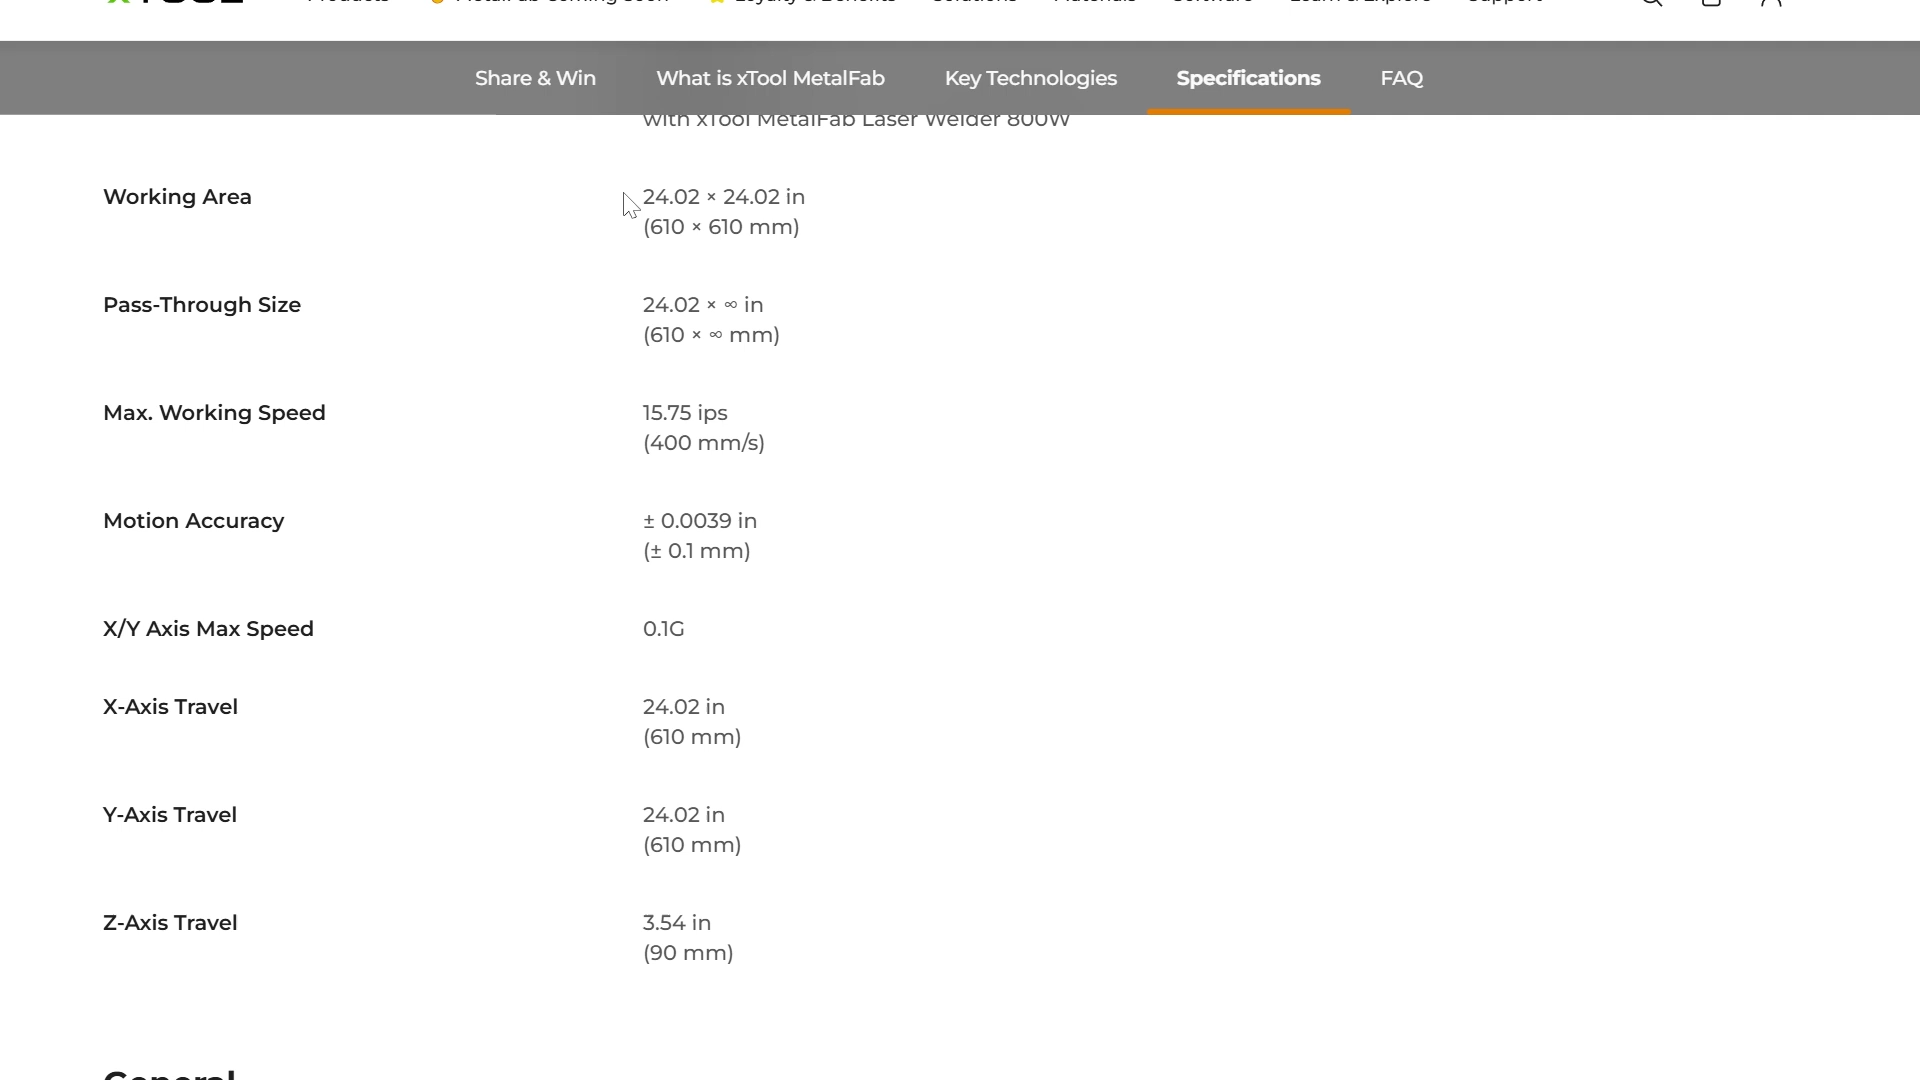 Share & Win
What is xTool MetalFab
Key Technologies
Specifications
FAQ
with xTool MetalFab Laser Welder 800W
Working Area
24.02 × 24.02 in
(610 × 610 mm)
Pass-Through Size
24.02 × ∞ in
(610 × ∞ mm)
Max. Working Speed
15.75 ips
(400 mm/s)
Motion Accuracy
± 0.0039 in
(± 0.1 mm)
X/Y Axis Max Speed
0.1G
X-Axis Travel
24.02 in
(610 mm)
Y-Axis Travel
24.02 in
(610 mm)
Z-Axis Travel
3.54 in
(90 mm)
General